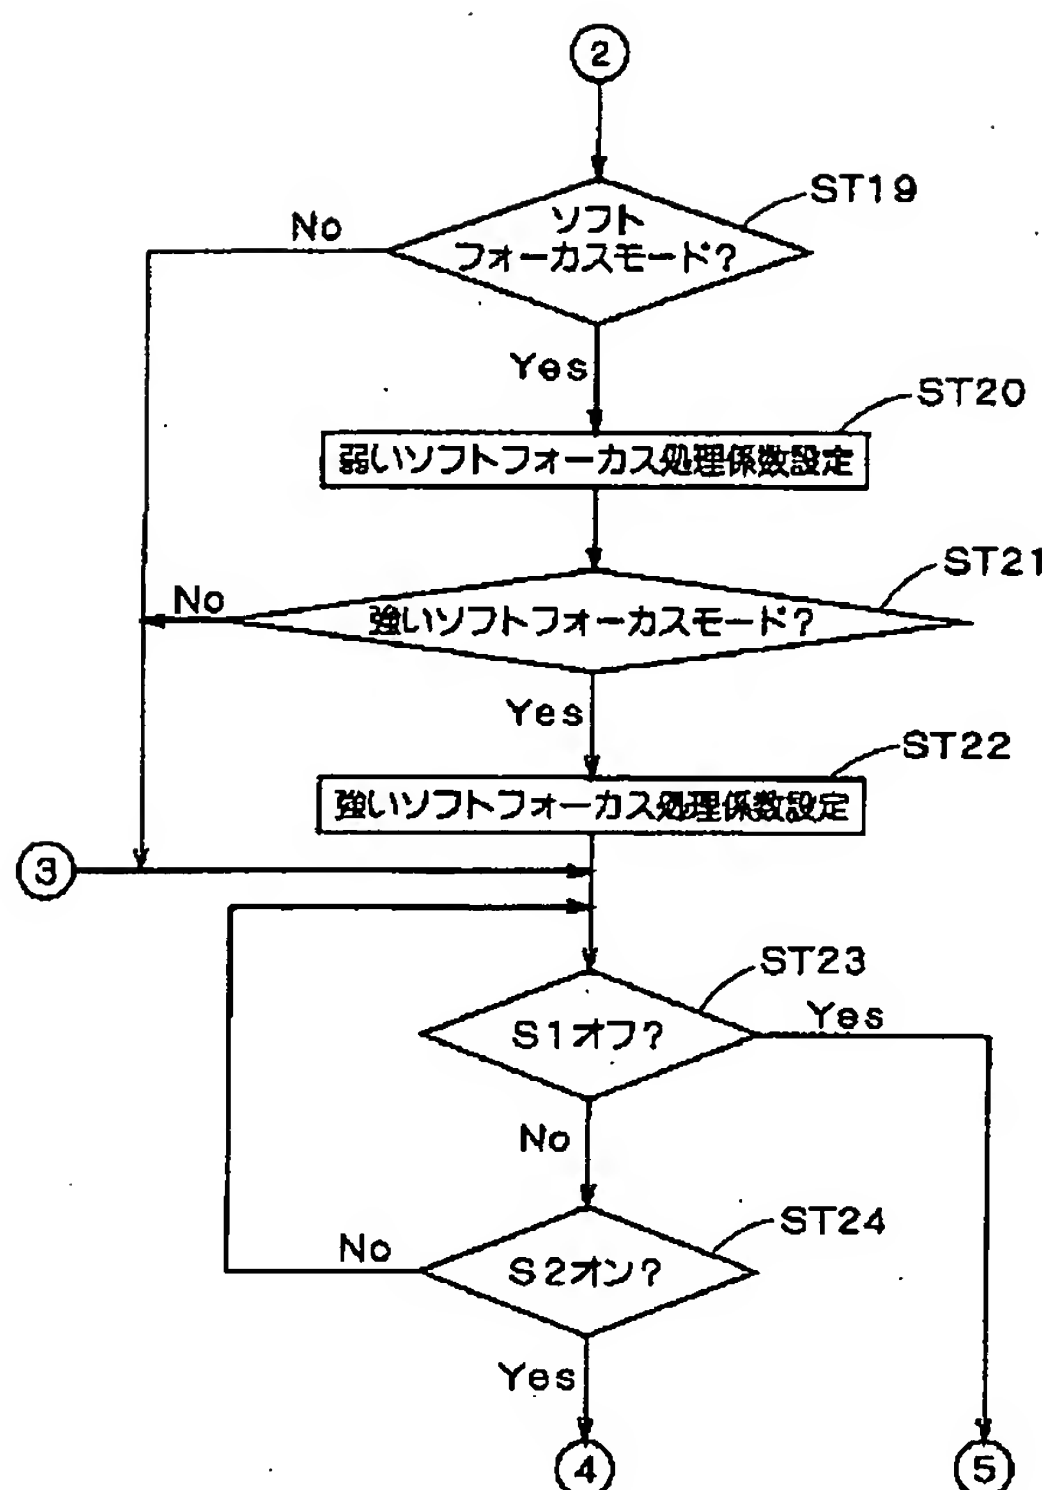 2
ST19
No
ソフト
フォーカスモード?
Yes
ST20
弱いソフトフォーカス処理係数設定
ST21
No
強いソフトフォーカスモード?
Yes
ST22
強いソフトフォーカス処理係数設定
3
ST23
S1オフ?
Yes
No
ST24
No
S2オン?
Yes
4
5